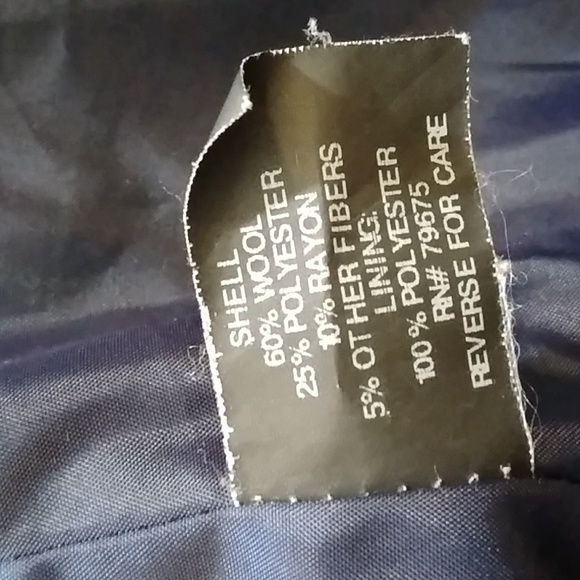 SHELL
60% WOOL
25% POLYESTER
10% RAYON
5% OTHER FIBERS
LINING:
100% POLYESTER
RN# 79675
REVERSE FOR CARE